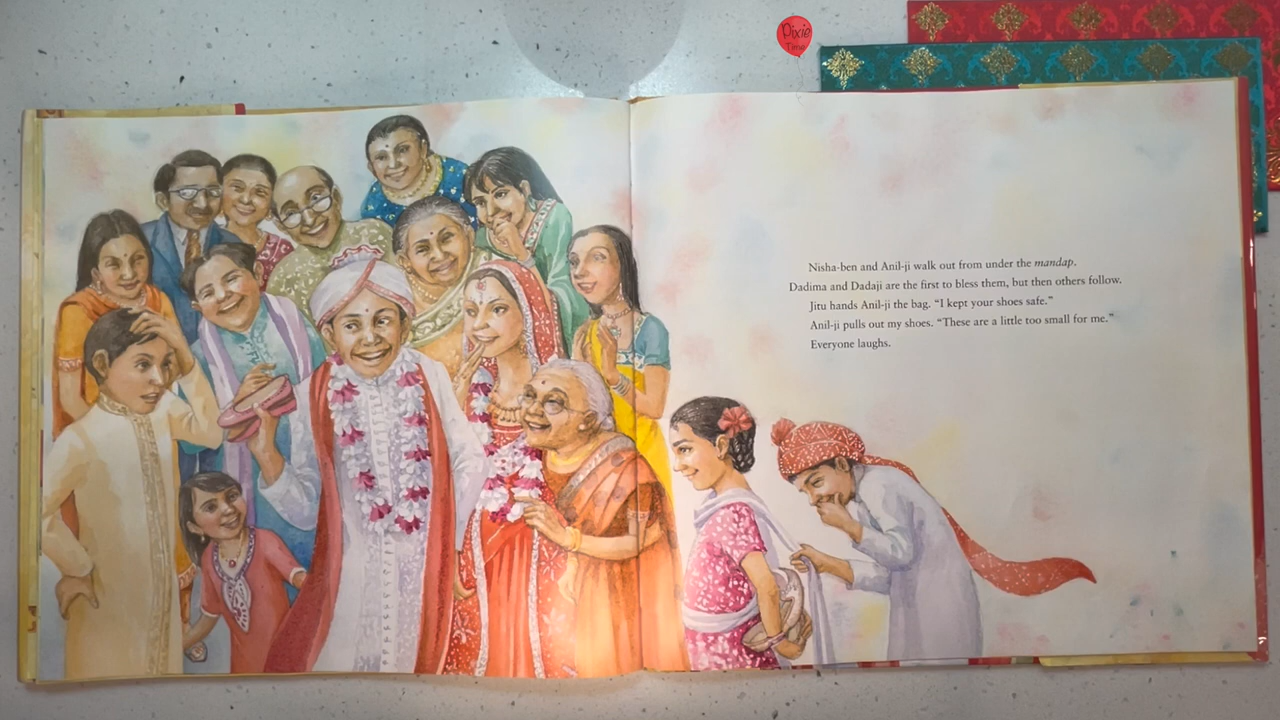 Pixie
Time
Nisha-ben and Anil-ji walk out from under the mandap.
Dadima and Dadaji are the first to bless them, but then others follow.
Jitu hands Anil-ji the bag. “I kept your shoes safe.”
Anil-ji pulls out my shoes. “These are a little too small for me.”
Everyone laughs.